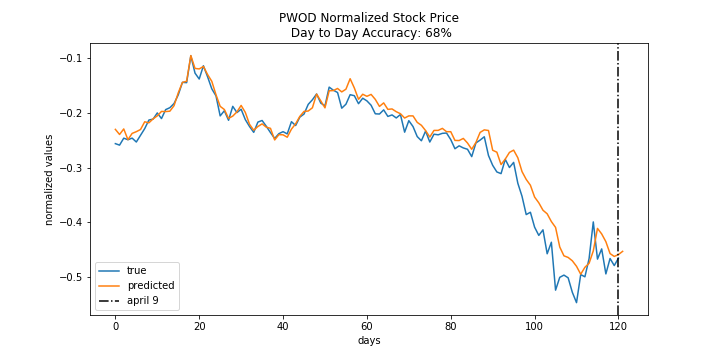 PWOD Normalized Stock Price
Day to Day Accuracy: 68%
normalized values
−0.1
−0.2
−0.3
−0.4
−0.5
true
predicted
april 9
0 20 40 60 80 100 120
days